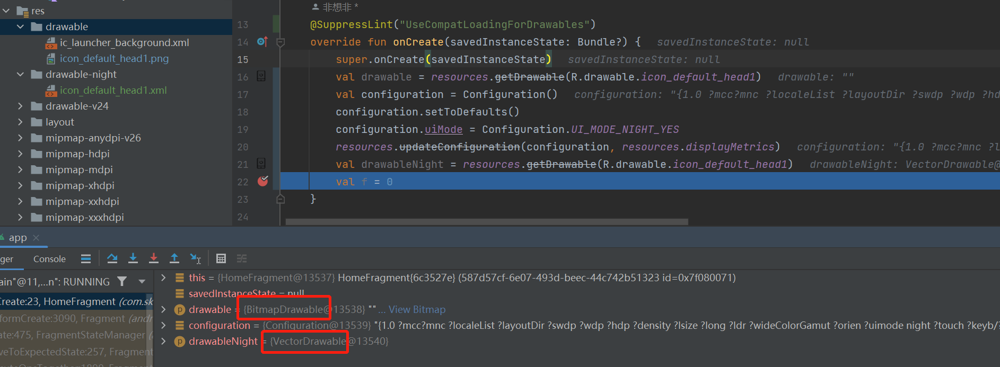 res
drawable
ic_launcher_background.xml
icon_default_head1.png
drawable-night
icon_default_head1.xml
drawable-v24
layout
mipmap-anydpi-v26
mipmap-hdpi
mipmap-mdpi
mipmap-xhdpi
mipmap-xxhdpi
mipmap-xxxhdpi
非想非 *
13 @SuppressLint("UseCompatLoadingForDrawables")
14 override fun onCreate(savedInstanceState: Bundle?) { savedInstanceState: null
15 super.onCreate(savedInstanceState) savedInstanceState: null
16 val drawable = resources.getDrawable(R.drawable.icon_default_head1) drawable: ""
17 val configuration = Configuration() configuration: "{1.0 ?mcc?mnc ?localeList ?layoutDir ?swdp ?wdp ?hd
18 configuration.setToDefaults()
19 configuration.uiMode = Configuration.UI_MODE_NIGHT_YES
20 resources.updateConfiguration(configuration, resources.displayMetrics) configuration: "{1.0 ?mcc?mnc ?l
21 val drawableNight = resources.getDrawable(R.drawable.icon_default_head1) drawableNight: VectorDrawable@
22 val f = 0
23 }
24
app
ger Console
ain"@11,...n": RUNNING
Create:23, HomeFragment (com.sk
formCreate:3090, Fragment (andr
ate:475, FragmentStateManager
veToExpectedState:257, Fragment
this = {HomeFragment@13537} HomeFragment{6c3527e} (587d57cf-6e07-493d-beec-44c742b51323 id=0x7f080071)
savedInstanceState = null
drawable = {BitmapDrawable@13538} "" ... View Bitmap
configuration = {Configuration@13539} "{1.0 ?mcc?mnc ?localeList ?layoutDir ?swdp ?wdp ?hdp ?density ?lsize ?long ?ldr ?wideColorGamut ?orien ?uimode night ?touch ?keyb/?
drawableNight = {VectorDrawable@13540}